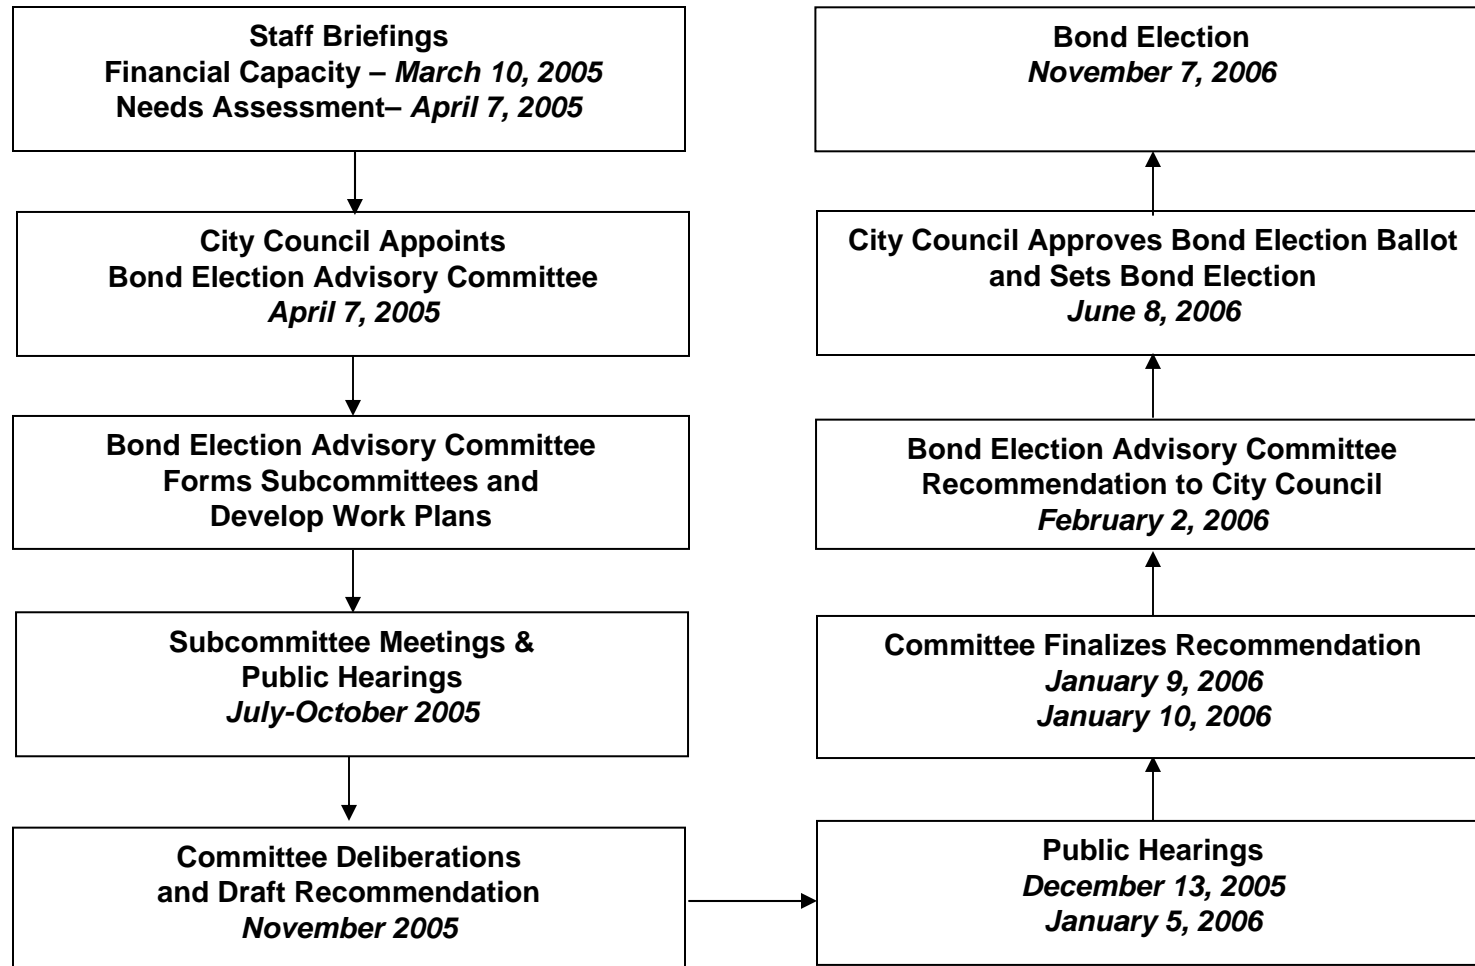 Staff Briefings
Financial Capacity – March 10, 2005
Needs Assessment– April 7, 2005
City Council Appoints
Bond Election Advisory Committee
April 7, 2005
Bond Election Advisory Committee
Forms Subcommittees and
Develop Work Plans
Subcommittee Meetings &
Public Hearings
July-October 2005
Committee Deliberations
and Draft Recommendation
November 2005
Public Hearings
December 13, 2005
January 5, 2006
Committee Finalizes Recommendation
January 9, 2006
January 10, 2006
Bond Election Advisory Committee
Recommendation to City Council
February 2, 2006
City Council Approves Bond Election Ballot
and Sets Bond Election
June 8, 2006
Bond Election
November 7, 2006